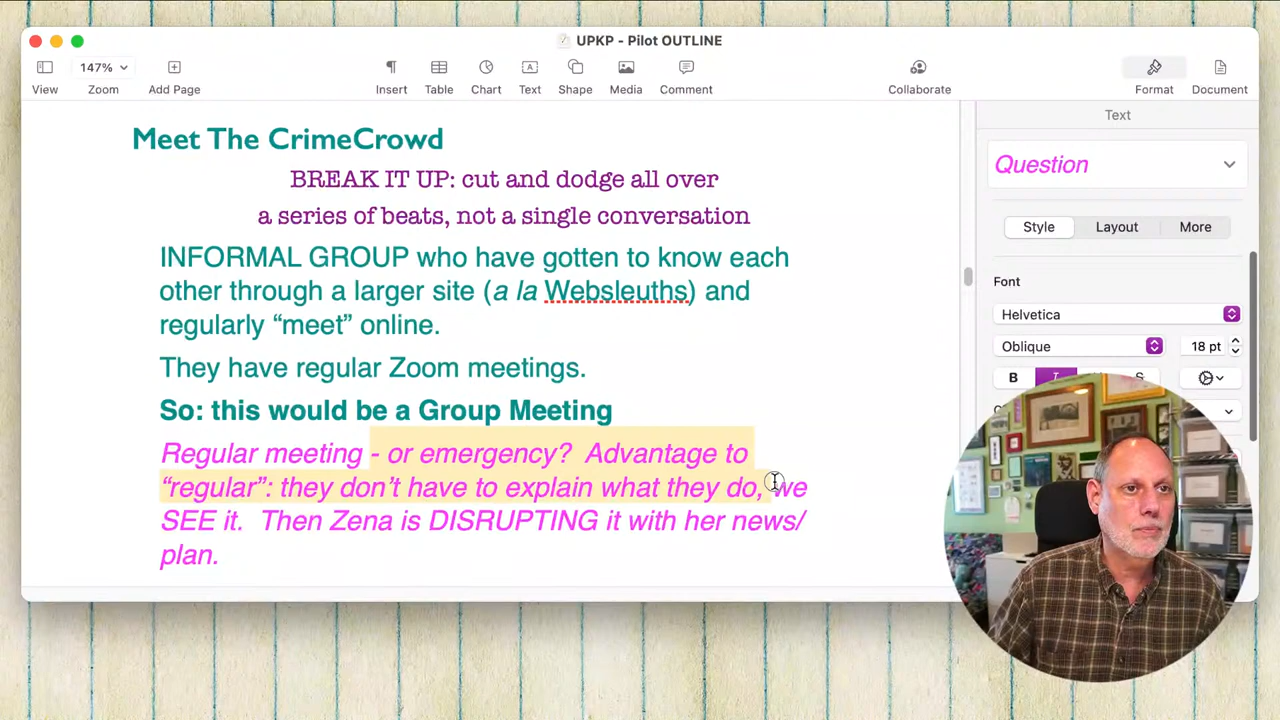 UPKP - Pilot OUTLINE
147%
View
Zoom
Add Page
Insert
Table
Chart
Text
Shape
Media
Comment
Collaborate
Format
Document
Meet The CrimeCrowd
BREAK IT UP: cut and dodge all over
a series of beats, not a single conversation
INFORMAL GROUP who have gotten to know each
other through a larger site (a la Websleuths) and
regularly “meet” online.
They have regular Zoom meetings.
So: this would be a Group Meeting
Regular meeting - or emergency?  Advantage to
“regular”: they don’t have to explain what they do, we
SEE it.  Then Zena is DISRUPTING it with her news/
plan.
Text
Question
Style
Layout
More
Font
Helvetica
Oblique
18 pt
B
I
S